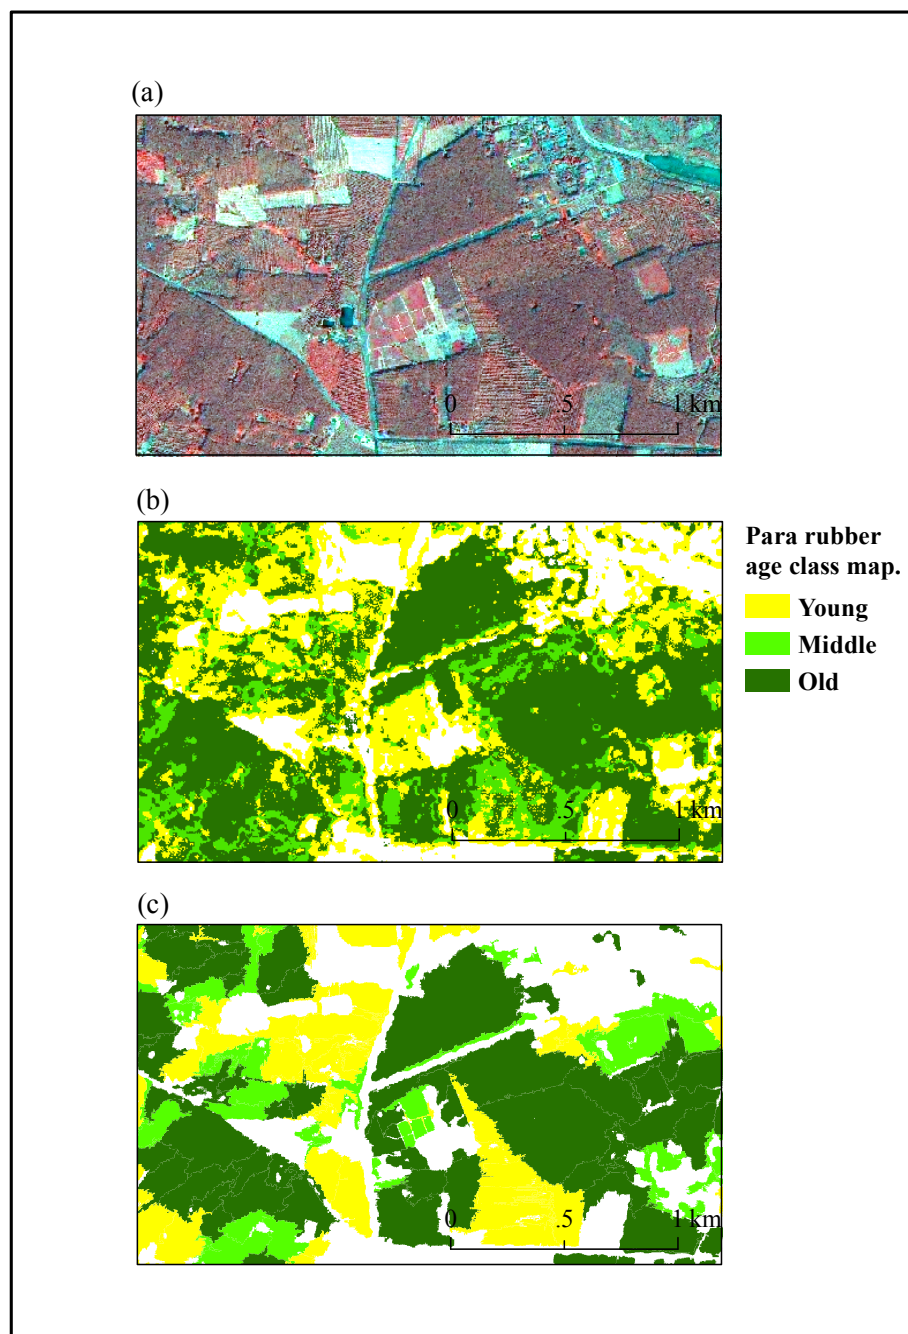 (a)
0 .5 1 km
(b)
Para rubber
age class map.
Young
Middle
Old
0 .5 1 km
(c)
0 .5 1 km